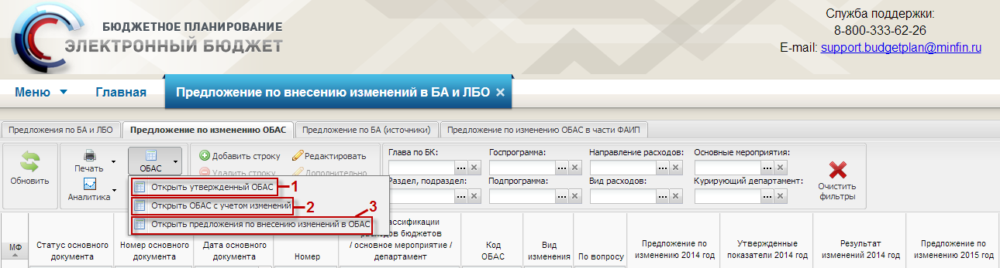 БЮДЖЕТНОЕ ПЛАНИРОВАНИЕ
ЭЛЕКТРОННЫЙ БЮДЖЕТ
Служба поддержки:
8-800-333-62-26
E-mail: support.budgetplan@minfin.ru
Меню Главная Предложение по внесению изменений в БА и ЛБО
Предложения по БА и ЛБО Предложение по изменению ОБАС Предложение по БА (источники) Предложение по изменению ОБАС в части ФАИП
Обновить
Печать
Аналитика
ОБАС
Добавить строку Редактировать
Удалить строку Дополнительно
Глава по БК: Госпрограмма: Направление расходов: Основные мероприятия:
Раздел, подраздел: Подпрограмма: Вид расходов: Курирующий департамент:
Очистить
фильтры
Открыть утвержденный ОБАС 1
Открыть ОБАС с учетом изменений 2
Открыть предложения по внесению изменений в ОБАС 3
МФ
Статус основного
документа
Номер основного
документа
Дата основного
документа
Номер
бюджетов
/ основное мероприятие /
департамент
Код
ОБАС
Вид
изменения
По вопросу
Предложение по
изменению 2014 год
Утвержденные
показатели 2014 год
Результат
изменений 2014 год
Предложение по
изменению 2015 год